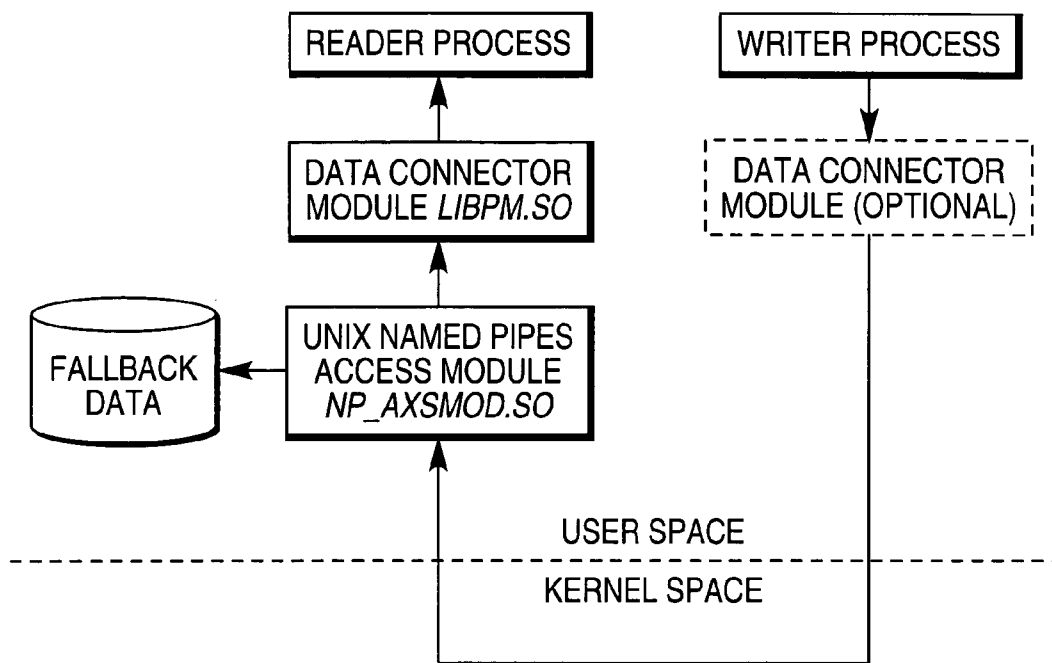 READER PROCESS
WRITER PROCESS
DATA CONNECTOR
MODULE LIBPM.SO
DATA CONNECTOR
MODULE (OPTIONAL)
UNIX NAMED PIPES
ACCESS MODULE
NP_AXSMOD.SO
FALLBACK
DATA
USER SPACE
KERNEL SPACE